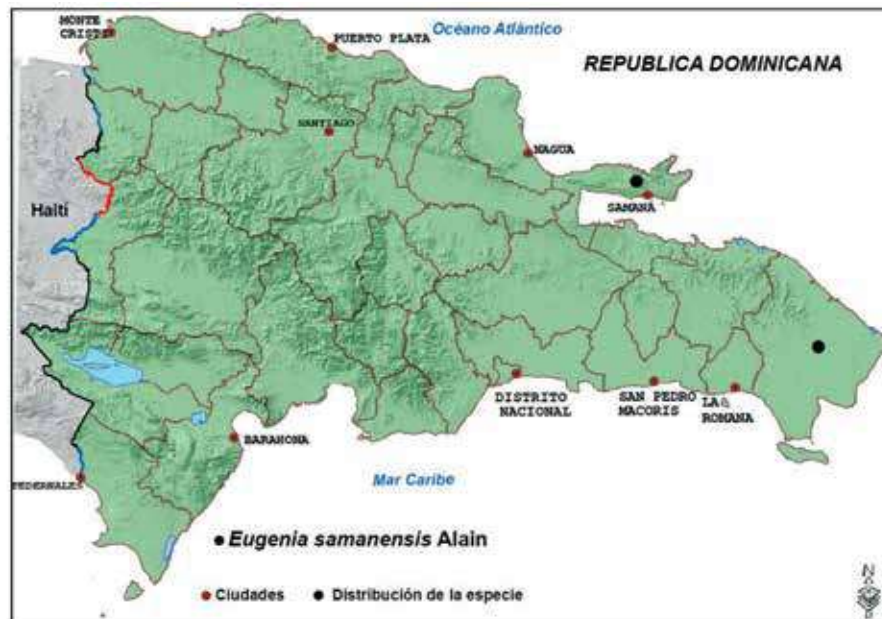 MONTE
CRISTI
PUERTO PLATA
Océano Atlántico
REPUBLICA DOMINICANA
SANTIAGO
NAGUA
Haití
SAMANÁ
DISTRITO
NACIONAL
SAN PEDRO
MACORIS
LA
ROMANA
BARAHONA
Mar Caribe
PEDERNALES
Eugenia samanensis Alain
Ciudades
Distribución de la especie
N